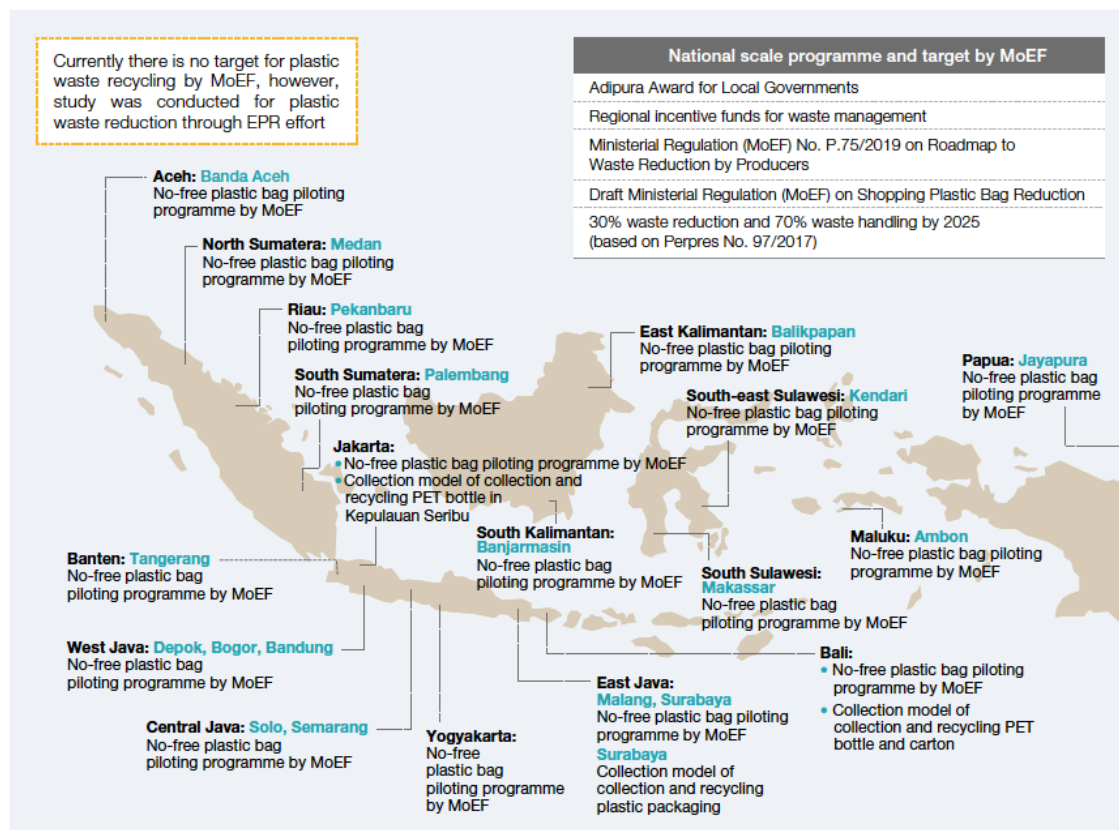 Currently there is no target for plastic
waste recycling by MoEF, however,
study was conducted for plastic
waste reduction through EPR effort
National scale programme and target by MoEF
Adipura Award for Local Governments
Regional incentive funds for waste management
Ministerial Regulation (MoEF) No. P.75/2019 on Roadmap to
Waste Reduction by Producers
Draft Ministerial Regulation (MoEF) on Shopping Plastic Bag Reduction
30% waste reduction and 70% waste handling by 2025
(based on Perpres No. 97/2017)
Aceh: Banda Aceh
No-free plastic bag piloting
programme by MoEF
North Sumatera: Medan
No-free plastic bag piloting
programme by MoEF
Riau: Pekanbaru
No-free plastic bag
piloting programme by MoEF
South Sumatera: Palembang
No-free plastic bag
piloting programme by MoEF
Jakarta:
• No-free plastic bag piloting programme by MoEF
• Collection model of collection and
recycling PET bottle in
Kepulauan Seribu
East Kalimantan: Balikpapan
No-free plastic bag piloting
programme by MoEF
South-east Sulawesi: Kendari
No-free plastic bag piloting
programme by MoEF
Papua: Jayapura
No-free plastic bag
piloting programme
by MoEF
South Kalimantan:
Banjarmasin
No-free plastic bag
piloting programme by MoEF
South Sulawesi:
Makassar
No-free plastic bag
piloting programme by MoEF
Maluku: Ambon
No-free plastic bag piloting
programme by MoEF
Banten: Tangerang
No-free plastic bag
piloting programme by MoEF
West Java: Depok, Bogor, Bandung
No-free plastic bag
piloting programme by MoEF
Central Java: Solo, Semarang
No-free plastic bag
piloting programme by MoEF
Yogyakarta:
No-free
plastic bag
piloting programme
by MoEF
East Java:
Malang, Surabaya
No-free plastic bag piloting
programme by MoEF
Surabaya
Collection model of
collection and recycling
plastic packaging
Bali:
• No-free plastic bag piloting
programme by MoEF
• Collection model of
collection and recycling PET
bottle and carton